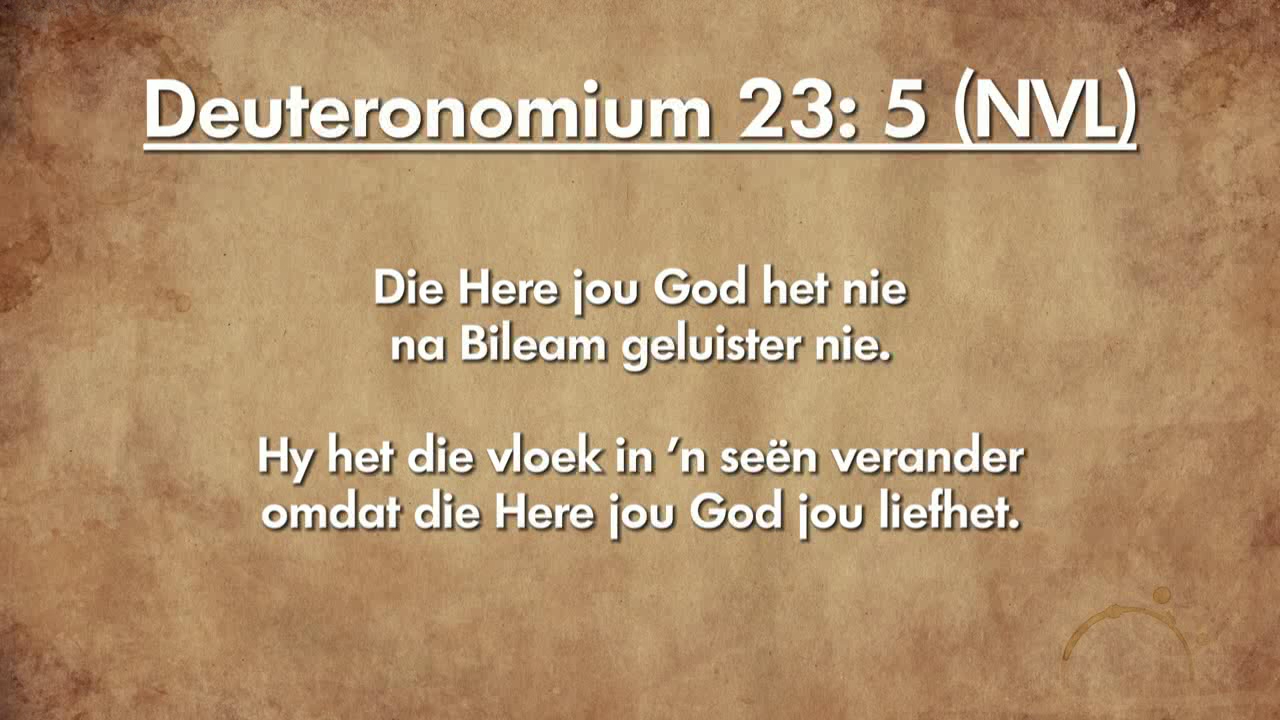 Deuteronomium 23: 5 (NVL)
Die Here jou God het nie
na Bileam geluister nie.
Hy het die vloek in ’n seën verander
omdat die Here jou God jou liefhet.